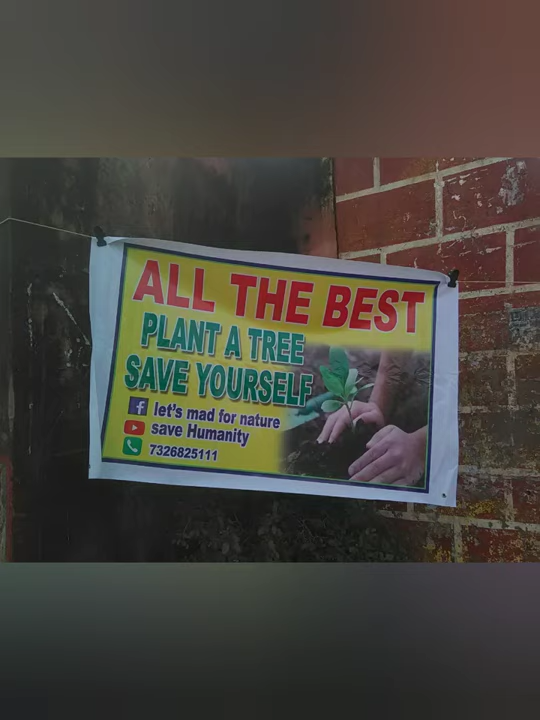 ALL THE BEST
PLANT A TREE
SAVE YOURSELF
let's mad for nature
save Humanity
7326825111